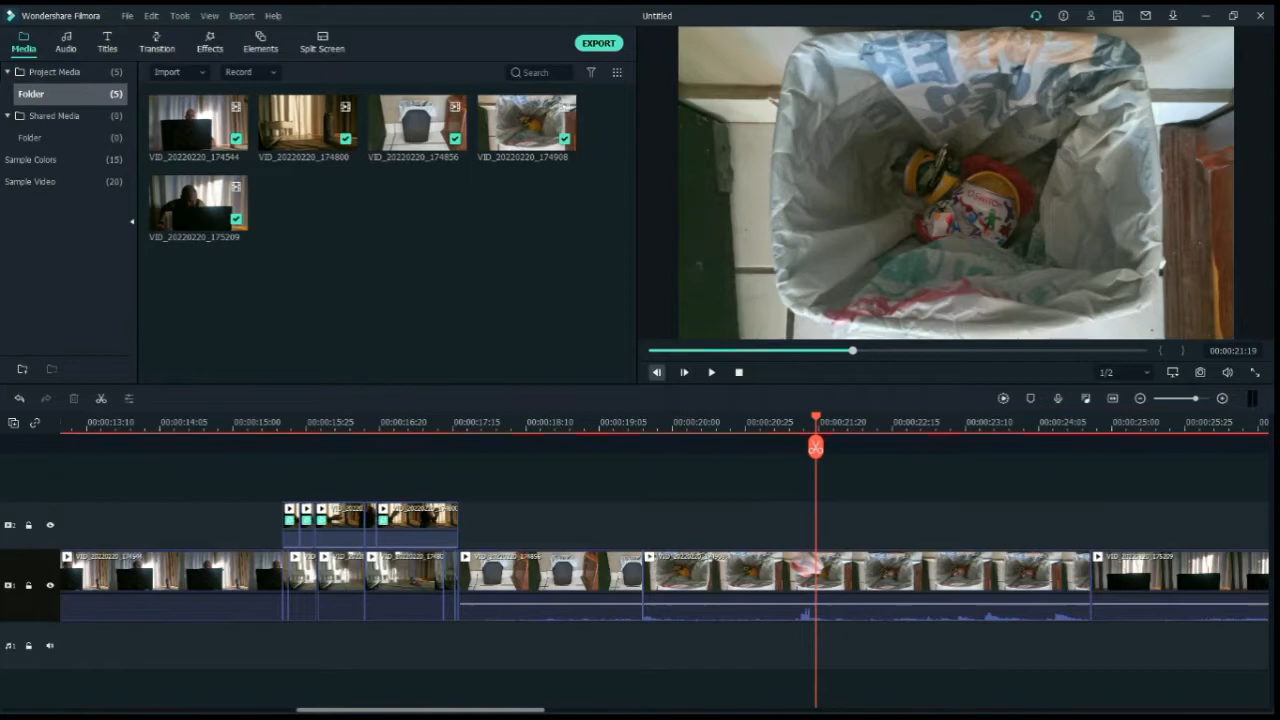 Wondershare Filmora
File
Edit
Tools
View
Export
Help
Untitled
Media
Audio
Titles
Transition
Effects
Elements
Split Screen
EXPORT
Project Media (5)
Folder (5)
Shared Media (0)
Folder (0)
Sample Colors (15)
Sample Video (20)
Import
Record
Search
VID_20220220_174544
VID_20220220_174800
VID_20220220_174856
VID_20220220_174908
VID_20220220_175209
00:00:21:19
1/2
00:00:13:10
00:00:14:05
00:00:15:00
00:00:15:25
00:00:16:20
00:00:17:15
00:00:18:10
00:00:19:05
00:00:20:00
00:00:20:25
00:00:21:20
00:00:22:15
00:00:23:10
00:00:24:05
00:00:25:00
00:00:25:25
00
VID_20220220_174544
VID_20220220_175209